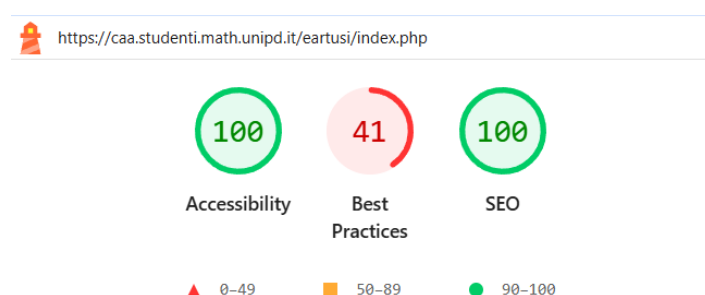 https://caa.studenti.math.unipd.it/eartusi/index.php
100 41 100
Accessibility Best Practices SEO
0–49 50–89 90–100